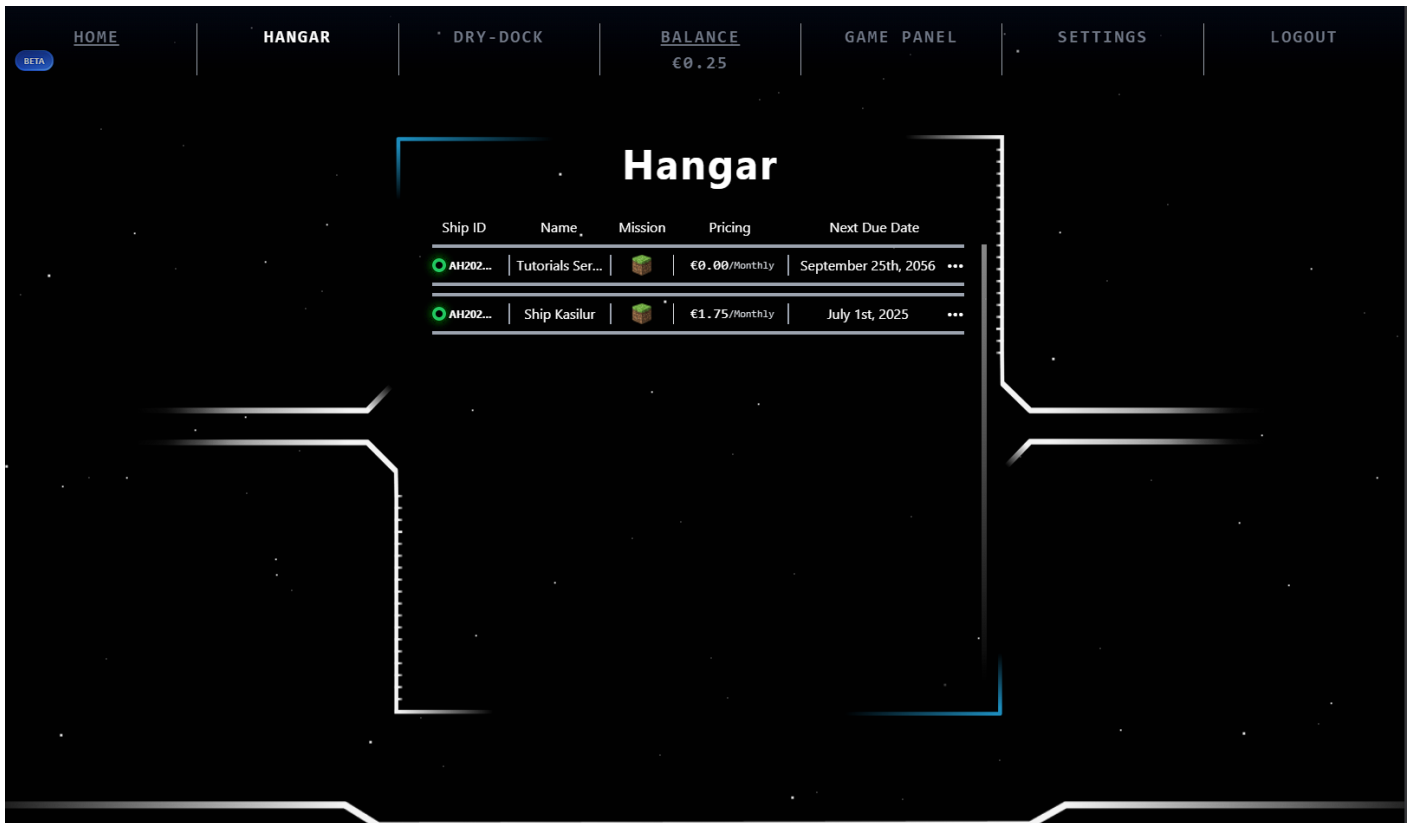 HOME HANGAR DRY-DOCK BALANCE GAME PANEL SETTINGS LOGOUT
BETA €0.25
Hangar
Ship ID Name Mission Pricing Next Due Date
AH202... Tutorials Ser... €0.00/Monthly September 25th, 2056 •••
AH202... Ship Kasilur €1.75/Monthly July 1st, 2025 •••